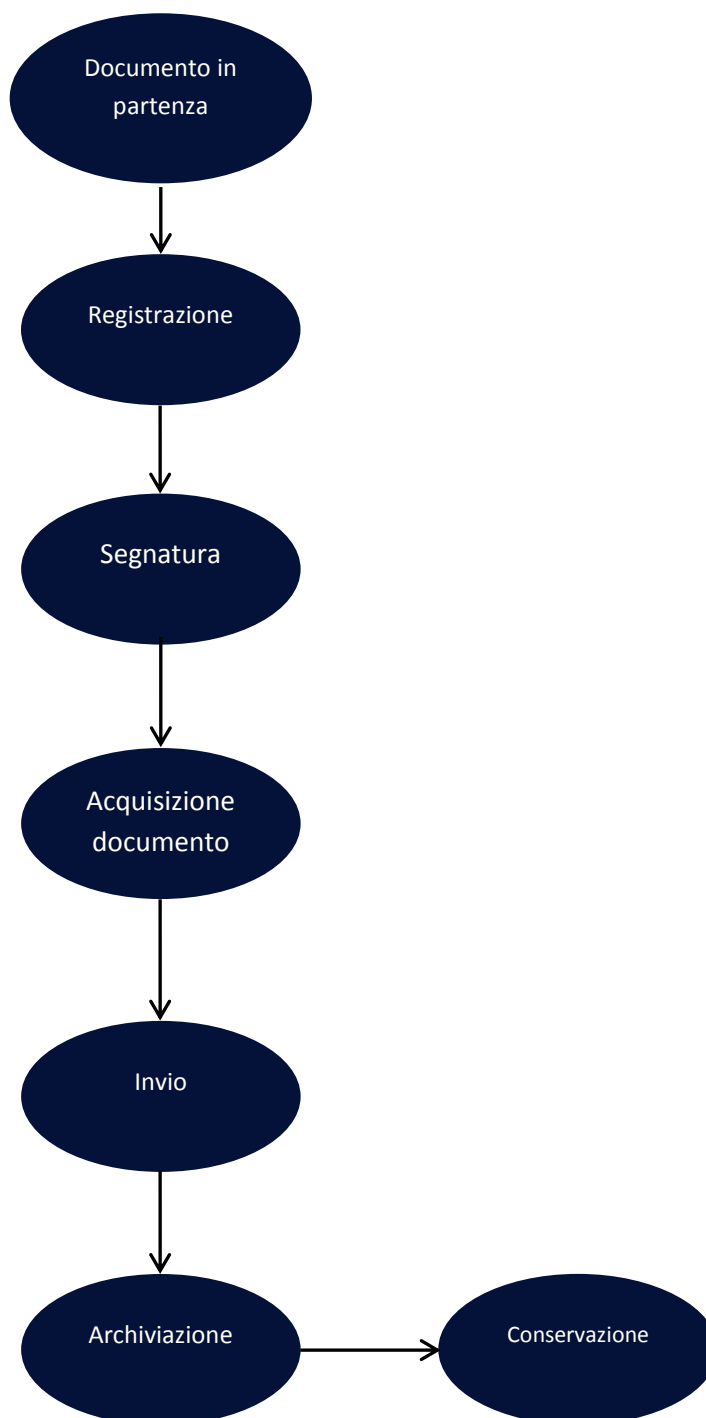 Documento in
partenza
Registrazione
Segnatura
Acquisizione
documento
Invio
Archiviazione
Conservazione